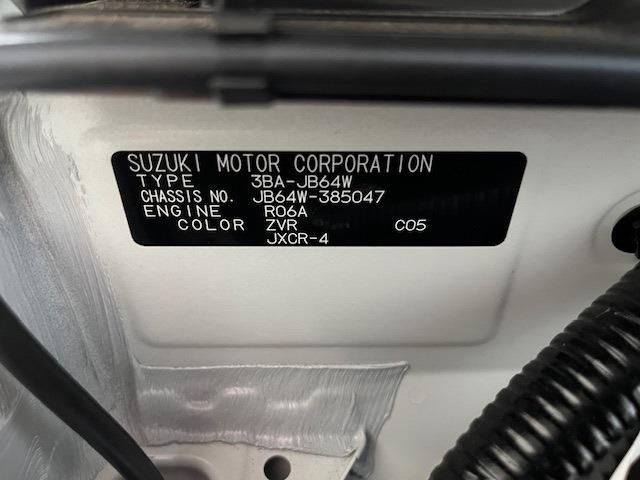 SUZUKI MOTOR CORPORATION
TYPE 3BA-JB64W
CHASSIS NO. JB64W-385047
ENGINE R06A
COLOR ZVR C05
JXCR-4